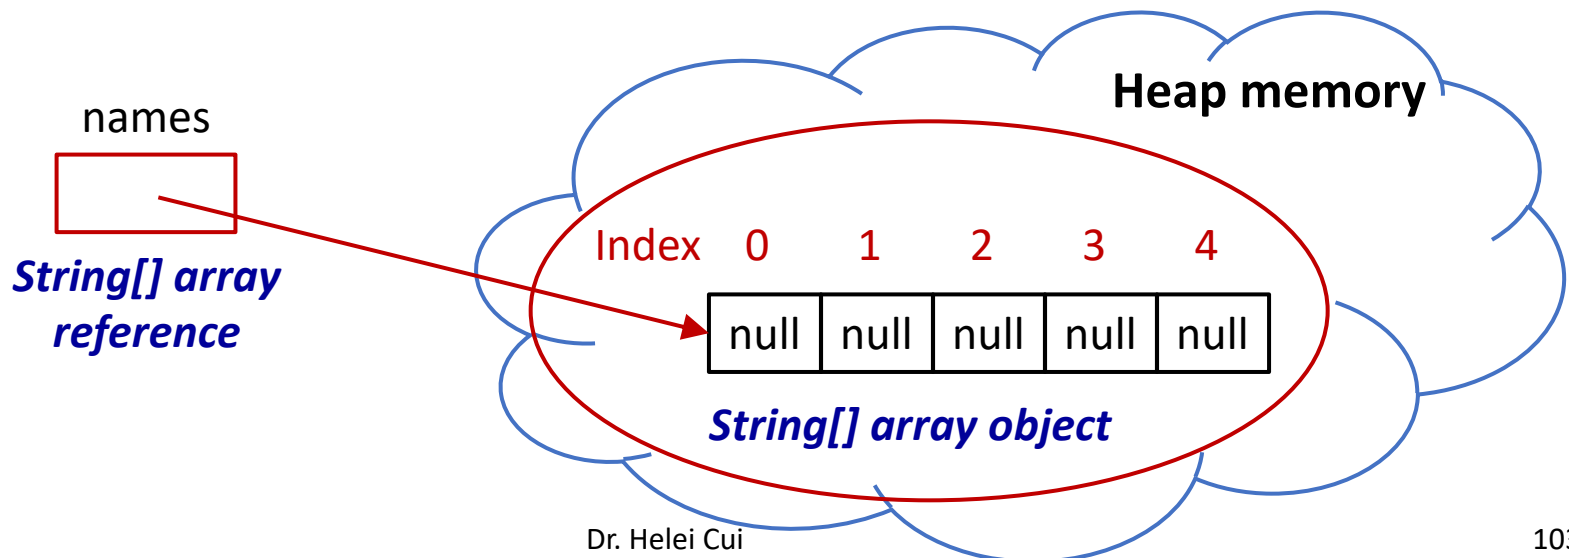 Heap memory
names
String[] array
reference
Index 0 1 2 3 4
null null null null null
String[] array object
Dr. Helei Cui
103